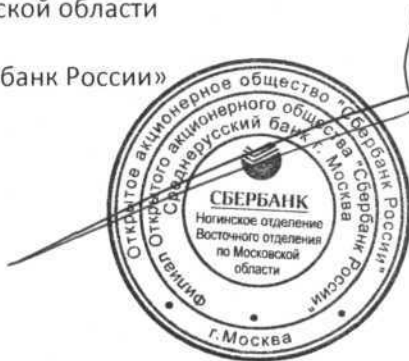 ской области
банк России»
Открытое акционерное общество "Сбербанк России"
Филиал Открытого акционерного общества "Сбербанк России"
Среднерусский банк г. Москва
СБЕРБАНК
Ногинское отделение
Восточного отделения
по Московской
области
г.Москва